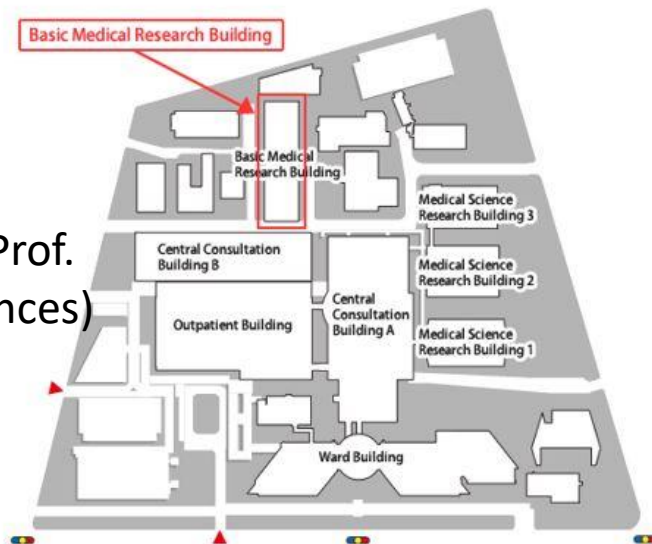 Basic Medical Research Building
Basic Medical
Research Building
Medical Science
Research Building 3
Prof.
Central Consultation
Building B
Medical Science
Research Building 2
nces)
Outpatient Building
Central
Consultation
Building A
Medical Science
Research Building 1
Ward Building